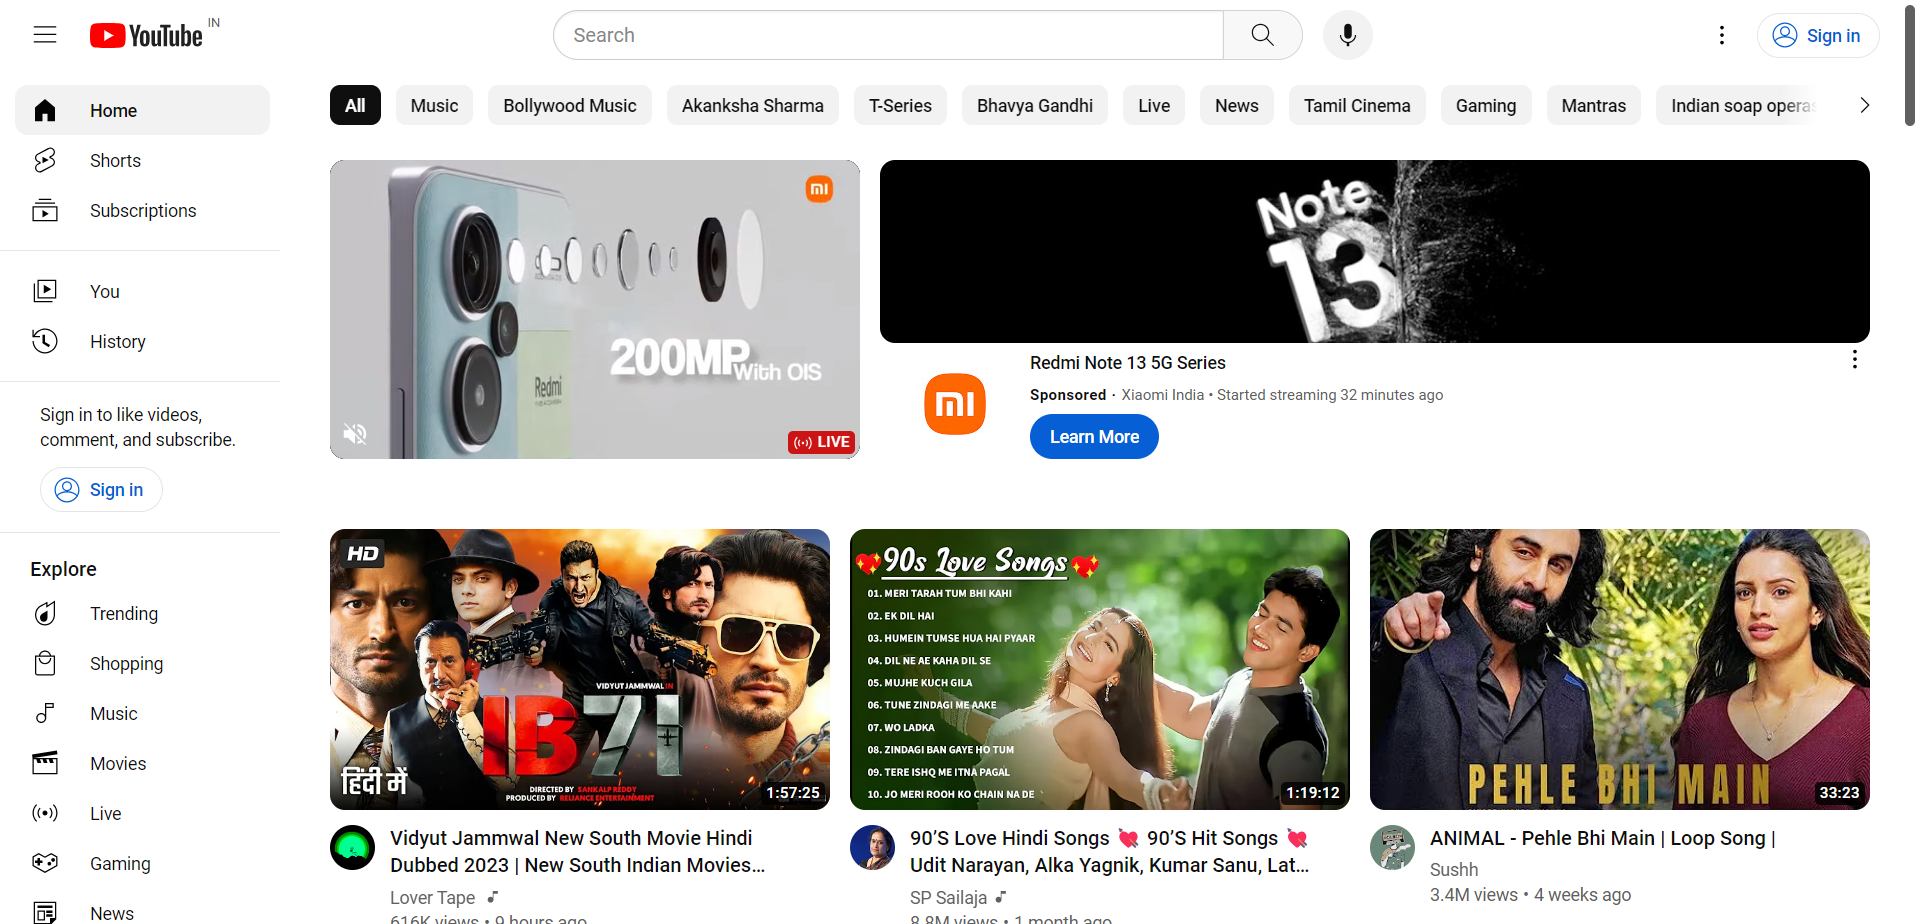 YouTube IN
Search
Sign in
Home
Shorts
Subscriptions
You
History
Sign in to like videos,
comment, and subscribe.
Sign in
Explore
Trending
Shopping
Music
Movies
Live
Gaming
News
All
Music
Bollywood Music
Akanksha Sharma
T-Series
Bhavya Gandhi
Live
News
Tamil Cinema
Gaming
Mantras
Indian soap operas
mi
Redmi
200MP With OIS
LIVE
Note
13
mi
Redmi Note 13 5G Series
Sponsored · Xiaomi India • Started streaming 32 minutes ago
Learn More
HD
VIDYUT JAMMWAL IN
IB71
हिंदी में
DIRECTED BY SANKALP REDDY
PRODUCED BY RELIANCE ENTERTAINMENT
1:57:25
Vidyut Jammwal New South Movie Hindi
Dubbed 2023 | New South Indian Movies...
Lover Tape
616K views • 9 hours ago
90s Love Songs
01. MERI TARAH TUM BHI KAHI
02. EK DIL HAI
03. HUMEIN TUMSE HUA HAI PYAAR
04. DIL NE AE KAHA DIL SE
05. MUJHE KUCH GILA
06. TUNE ZINDAGI ME AAKE
07. WO LADKA
08. ZINDAGI BAN GAYE HO TUM
09. TERE ISHQ ME ITNA PAGAL
10. JO MERI ROOH KO CHAIN NA DE
1:19:12
90'S Love Hindi Songs 💘 90'S Hit Songs 💘
Udit Narayan, Alka Yagnik, Kumar Sanu, Lat...
SP Sailaja
8.8M views • 1 month ago
PEHLE BHI MAIN
33:23
ANIMAL - Pehle Bhi Main | Loop Song |
Sushh
3.4M views • 4 weeks ago